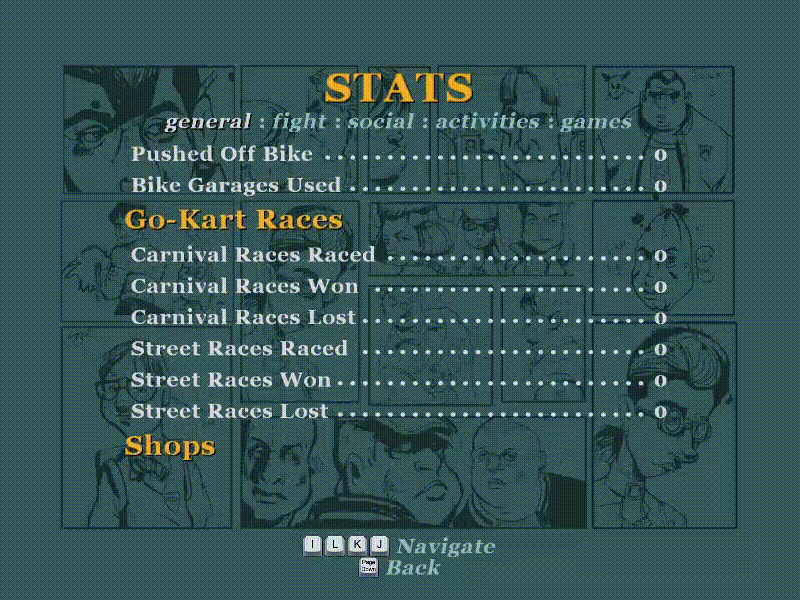 STATS
general : fight : social : activities : games
Pushed Off Bike ........................... 0
Bike Garages Used ......................... 0
Go-Kart Races
Carnival Races Raced ...................... 0
Carnival Races Won ........................ 0
Carnival Races Lost ....................... 0
Street Races Raced ........................ 0
Street Races Won .......................... 0
Street Races Lost ......................... 0
Shops
I L K J Navigate
Page Down Back